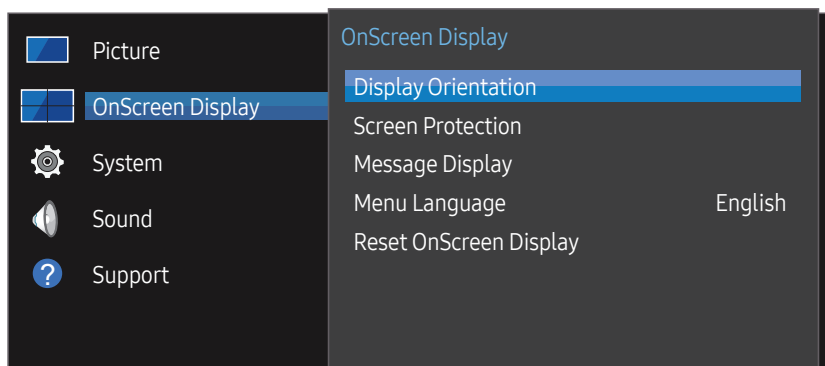 Picture
OnScreen Display
System
Sound
?
Support
OnScreen Display
Display Orientation
Screen Protection
Message Display
Menu Language English
Reset OnScreen Display